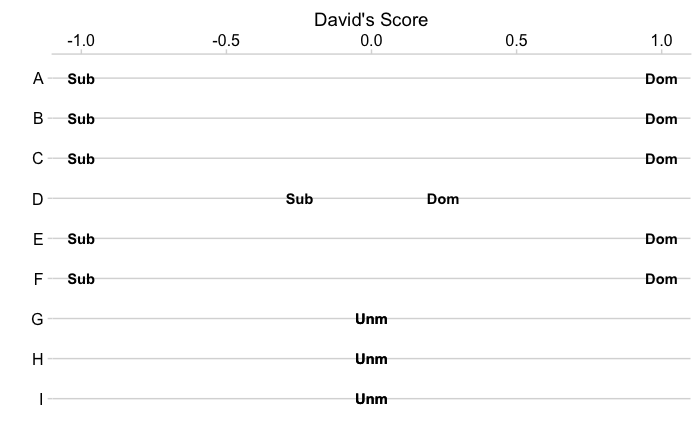 David's Score
-1.0 -0.5 0.0 0.5 1.0
A Sub Dom
B Sub Dom
C Sub Dom
D Sub Dom
E Sub Dom
F Sub Dom
G Unm
H Unm
I Unm